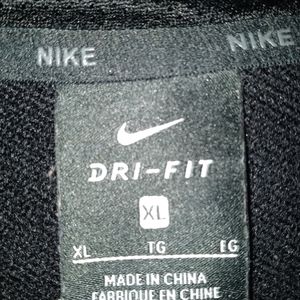 NIKE NIKE
DRI-FIT
XL
XL TG EG
MADE IN CHINA
FABRIQUÉ EN CHINE